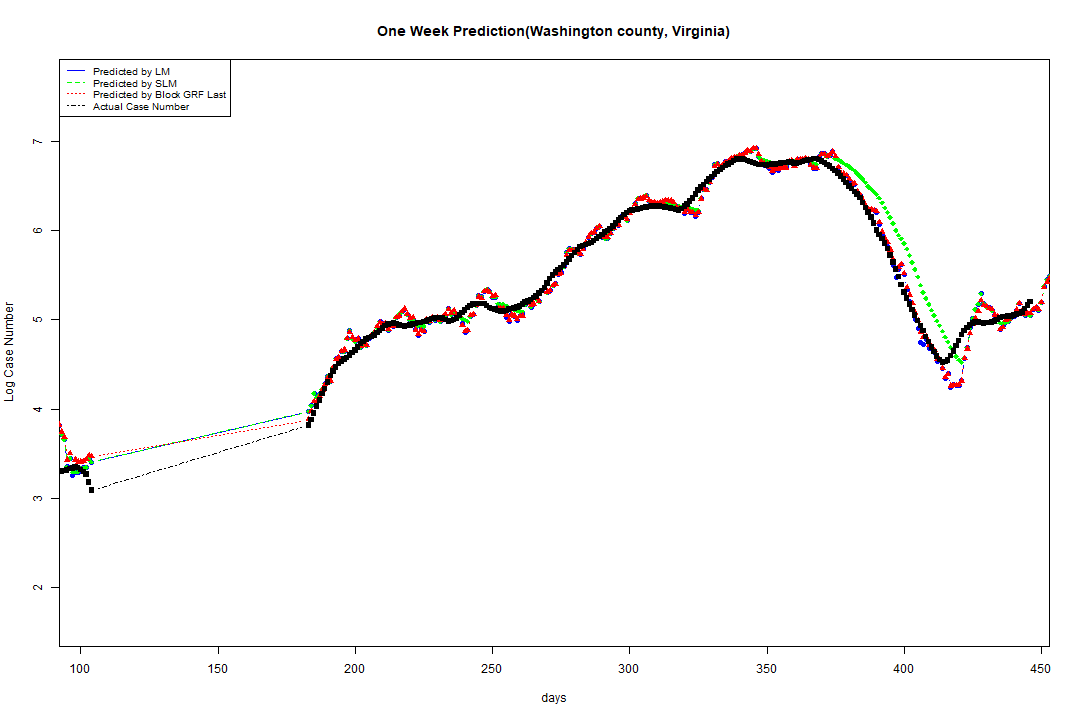 One Week Prediction(Washington county, Virginia)
Predicted by LM
Predicted by SLM
Predicted by Block GRF Last
Actual Case Number
7
6
5
4
3
2
Log Case Number
100 150 200 250 300 350 400 450
days